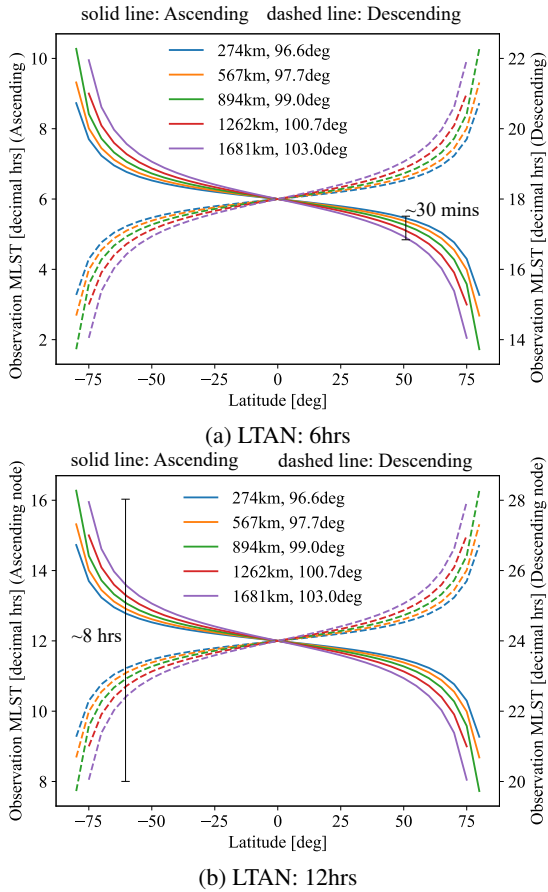 solid line: Ascending dashed line: Descending
Observation MLST [decimal hrs] (Ascending)
10
8
6
4
2
274km, 96.6deg
567km, 97.7deg
894km, 99.0deg
1262km, 100.7deg
1681km, 103.0deg
~30 mins
22
20
18
16
14
Observation MLST [decimal hrs] (Descending)
−75 −50 −25 0 25 50 75
Latitude [deg]
(a) LTAN: 6hrs
solid line: Ascending dashed line: Descending
Observation MLST [decimal hrs] (Ascending node)
16
14
12
10
8
274km, 96.6deg
567km, 97.7deg
894km, 99.0deg
1262km, 100.7deg
1681km, 103.0deg
~8 hrs
28
26
24
22
20
Observation MLST [decimal hrs] (Descending node)
−75 −50 −25 0 25 50 75
Latitude [deg]
(b) LTAN: 12hrs